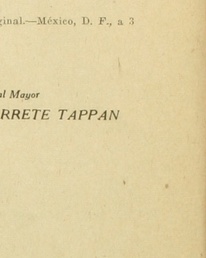 ginal.—México, D. F., a 3
al Mayor
RRETE TAPPAN